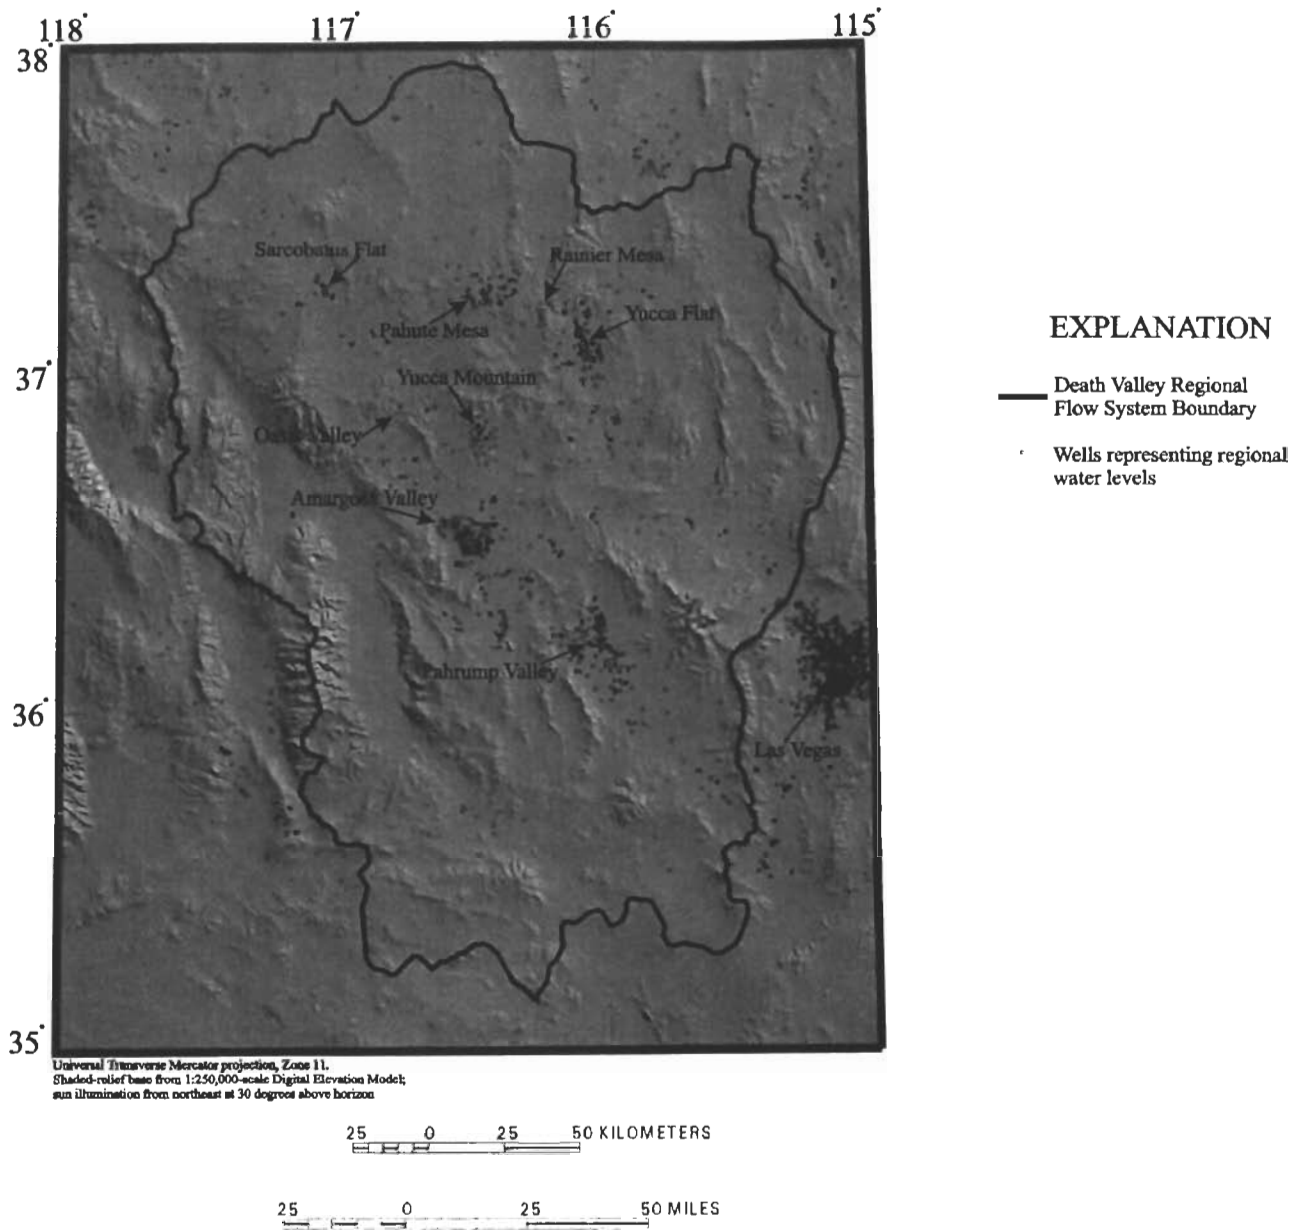 118° 117° 116° 115°
38°
Sarcobatus Flat
Rainier Mesa
Pahute Mesa
Yucca Flat
37°
Yucca Mountain
Oasis Valley
Amargosa Valley
Pahrump Valley
36°
Las Vegas
35°
EXPLANATION
Death Valley Regional
Flow System Boundary
Wells representing regional
water levels
Universal Transverse Mercator projection, Zone 11.
Shaded-relief base from 1:250,000-scale Digital Elevation Model;
sun illumination from northeast at 30 degrees above horizon
25 0 25 50 KILOMETERS
25 0 25 50 MILES